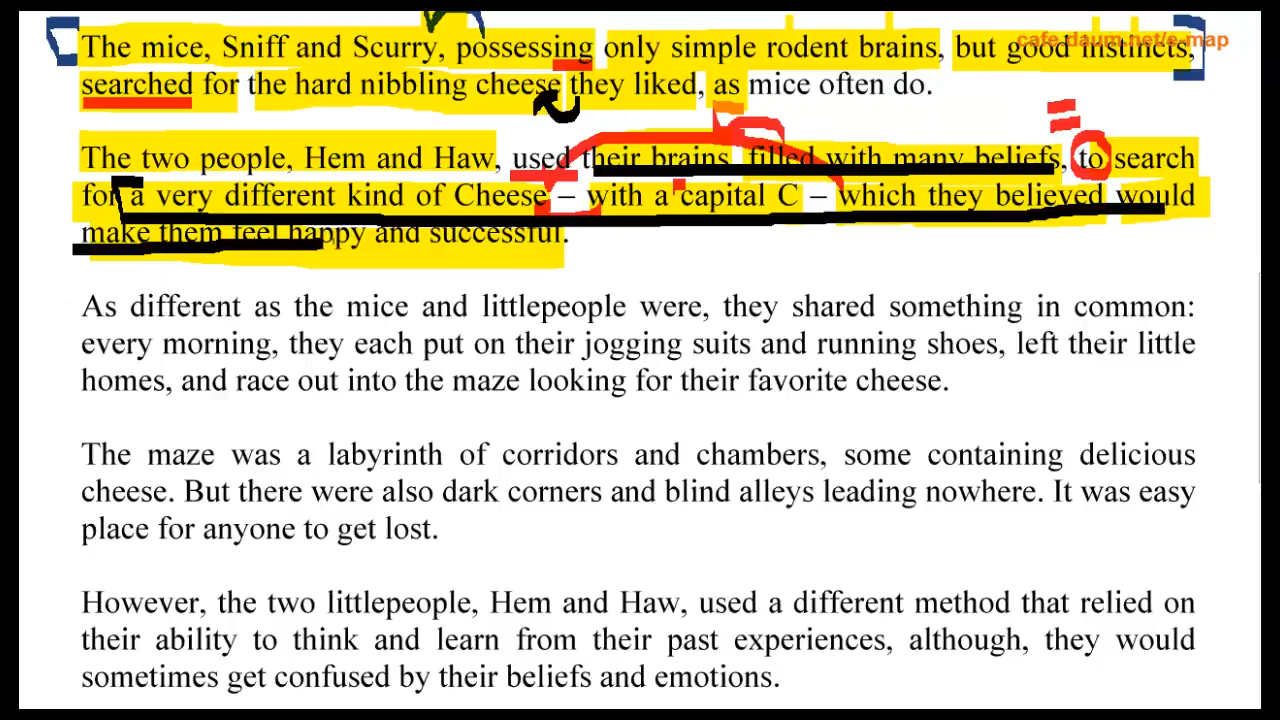 cafe.daum.net/e-map
The mice, Sniff and Scurry, possessing only simple rodent brains, but good instincts,
searched for the hard nibbling cheese they liked, as mice often do.
The two people, Hem and Haw, used their brains, filled with many beliefs, to search
for a very different kind of Cheese – with a capital C – which they believed would
make them feel happy and successful.
As different as the mice and littlepeople were, they shared something in common:
every morning, they each put on their jogging suits and running shoes, left their little
homes, and race out into the maze looking for their favorite cheese.
The maze was a labyrinth of corridors and chambers, some containing delicious
cheese. But there were also dark corners and blind alleys leading nowhere. It was easy
place for anyone to get lost.
However, the two littlepeople, Hem and Haw, used a different method that relied on
their ability to think and learn from their past experiences, although, they would
sometimes get confused by their beliefs and emotions.